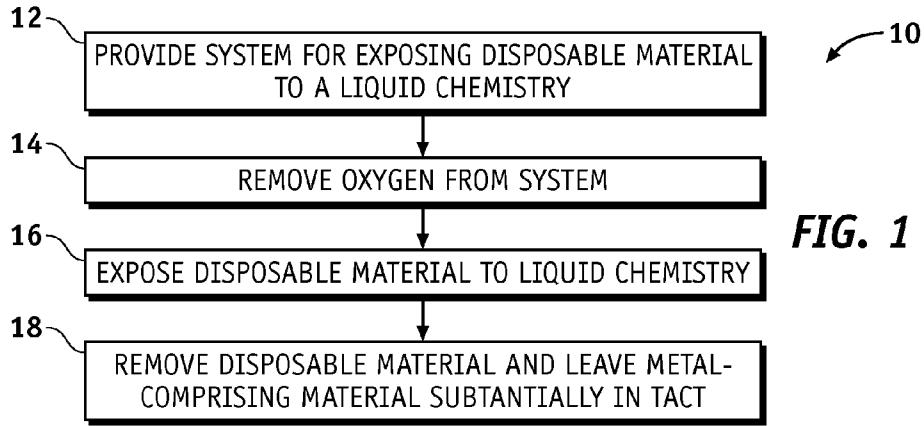 12
PROVIDE SYSTEM FOR EXPOSING DISPOSABLE MATERIAL
TO A LIQUID CHEMISTRY
10
14
REMOVE OXYGEN FROM SYSTEM
16
EXPOSE DISPOSABLE MATERIAL TO LIQUID CHEMISTRY
FIG. 1
18
REMOVE DISPOSABLE MATERIAL AND LEAVE METAL-
COMPRISING MATERIAL SUBTANTIALLY IN TACT